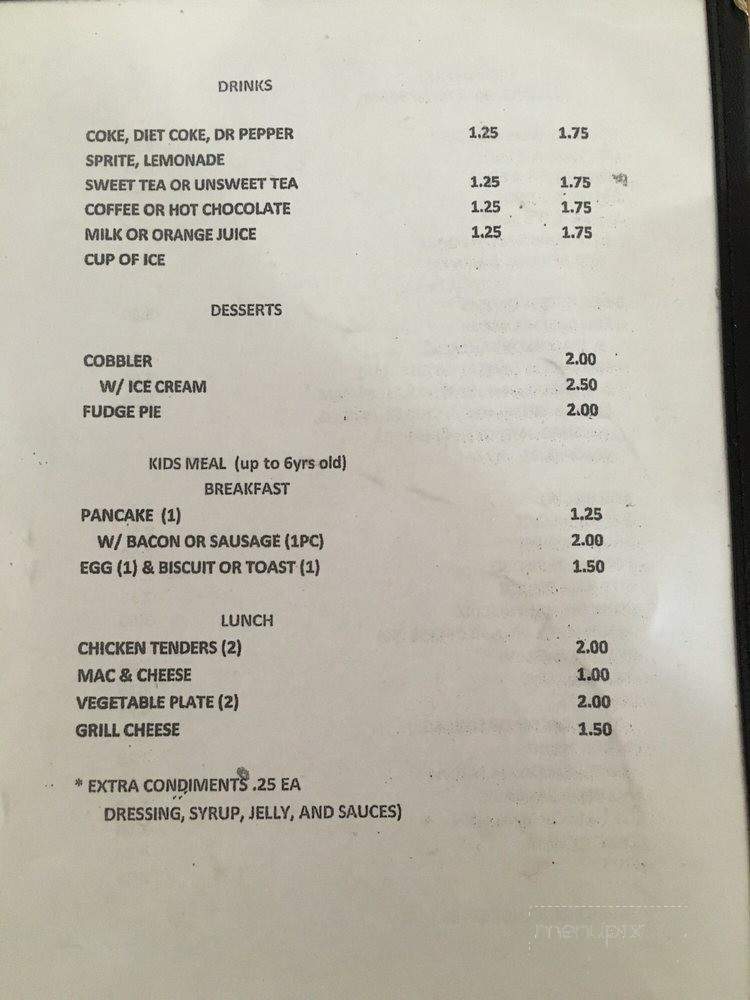 DRINKS
COKE, DIET COKE, DR PEPPER 1.25 1.75
SPRITE, LEMONADE
SWEET TEA OR UNSWEET TEA 1.25 1.75
COFFEE OR HOT CHOCOLATE 1.25 1.75
MILK OR ORANGE JUICE 1.25 1.75
CUP OF ICE
DESSERTS
COBBLER 2.00
W/ ICE CREAM 2.50
FUDGE PIE 2.00
KIDS MEAL (up to 6yrs old)
BREAKFAST
PANCAKE (1) 1.25
W/ BACON OR SAUSAGE (1PC) 2.00
EGG (1) & BISCUIT OR TOAST (1) 1.50
LUNCH
CHICKEN TENDERS (2) 2.00
MAC & CHEESE 1.00
VEGETABLE PLATE (2) 2.00
GRILL CHEESE 1.50
* EXTRA CONDIMENTS .25 EA
DRESSING, SYRUP, JELLY, AND SAUCES)
menupix